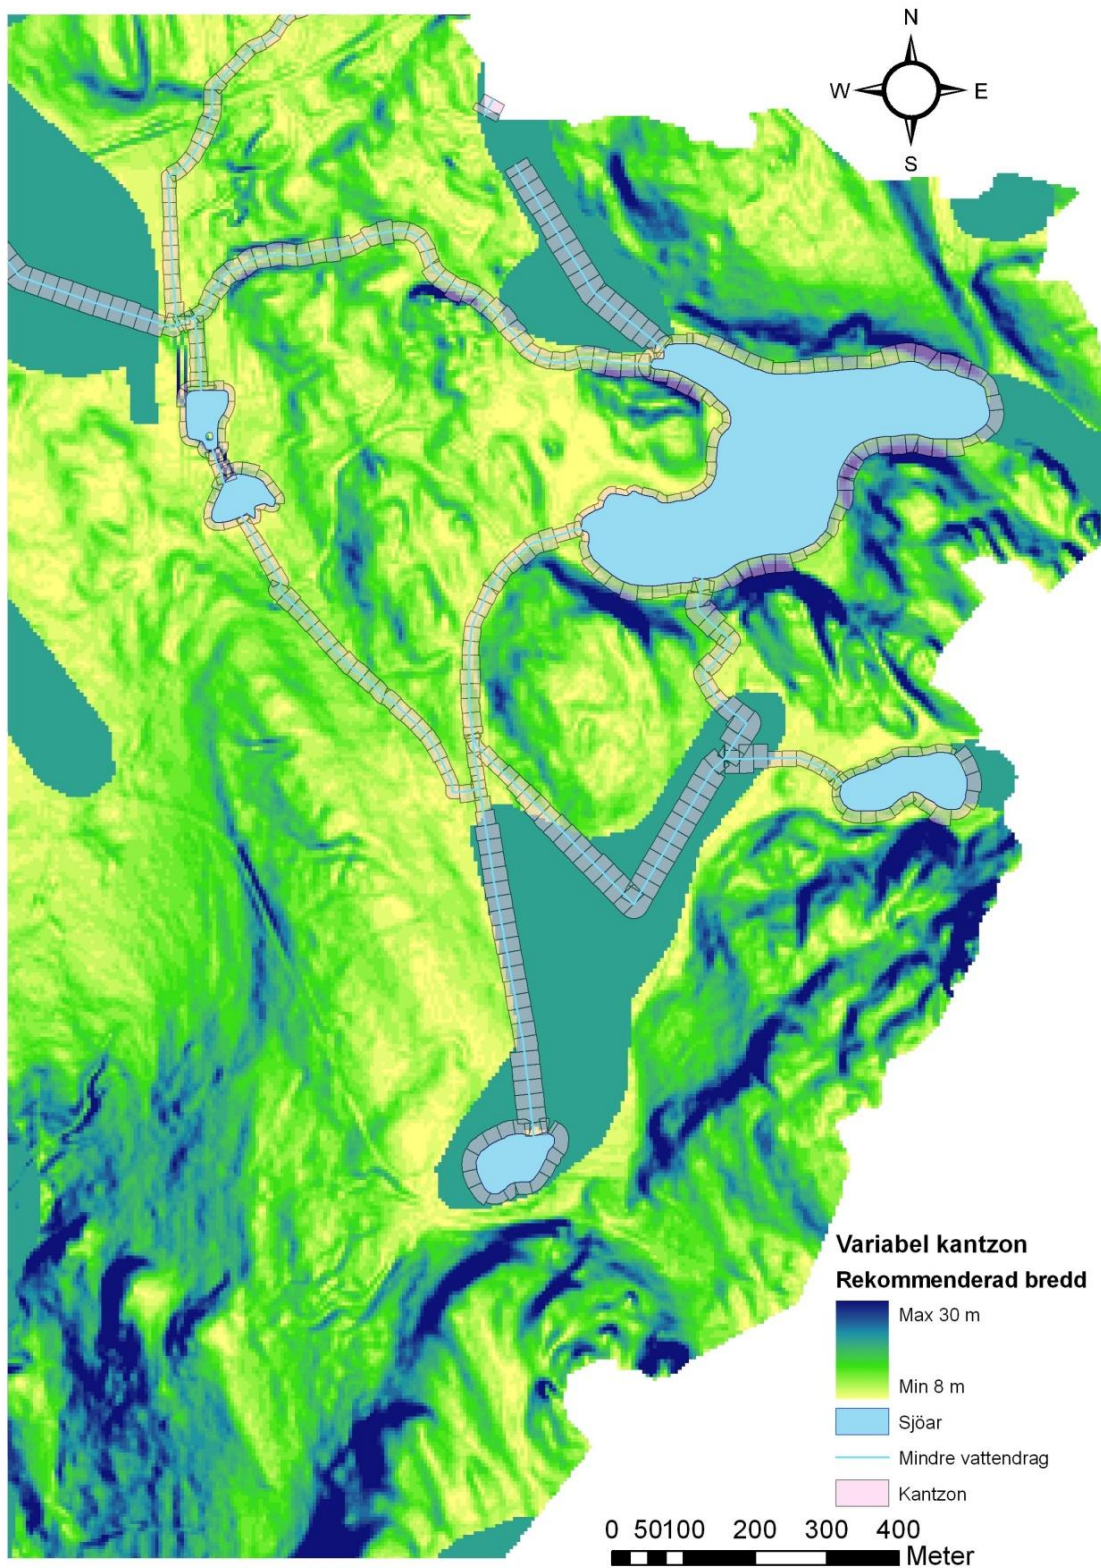 N
W E
S
Variabel kantzon
Rekommenderad bredd
Max 30 m
Min 8 m
Sjöar
Mindre vattendrag
Kantzon
0 50100 200 300 400
Meter